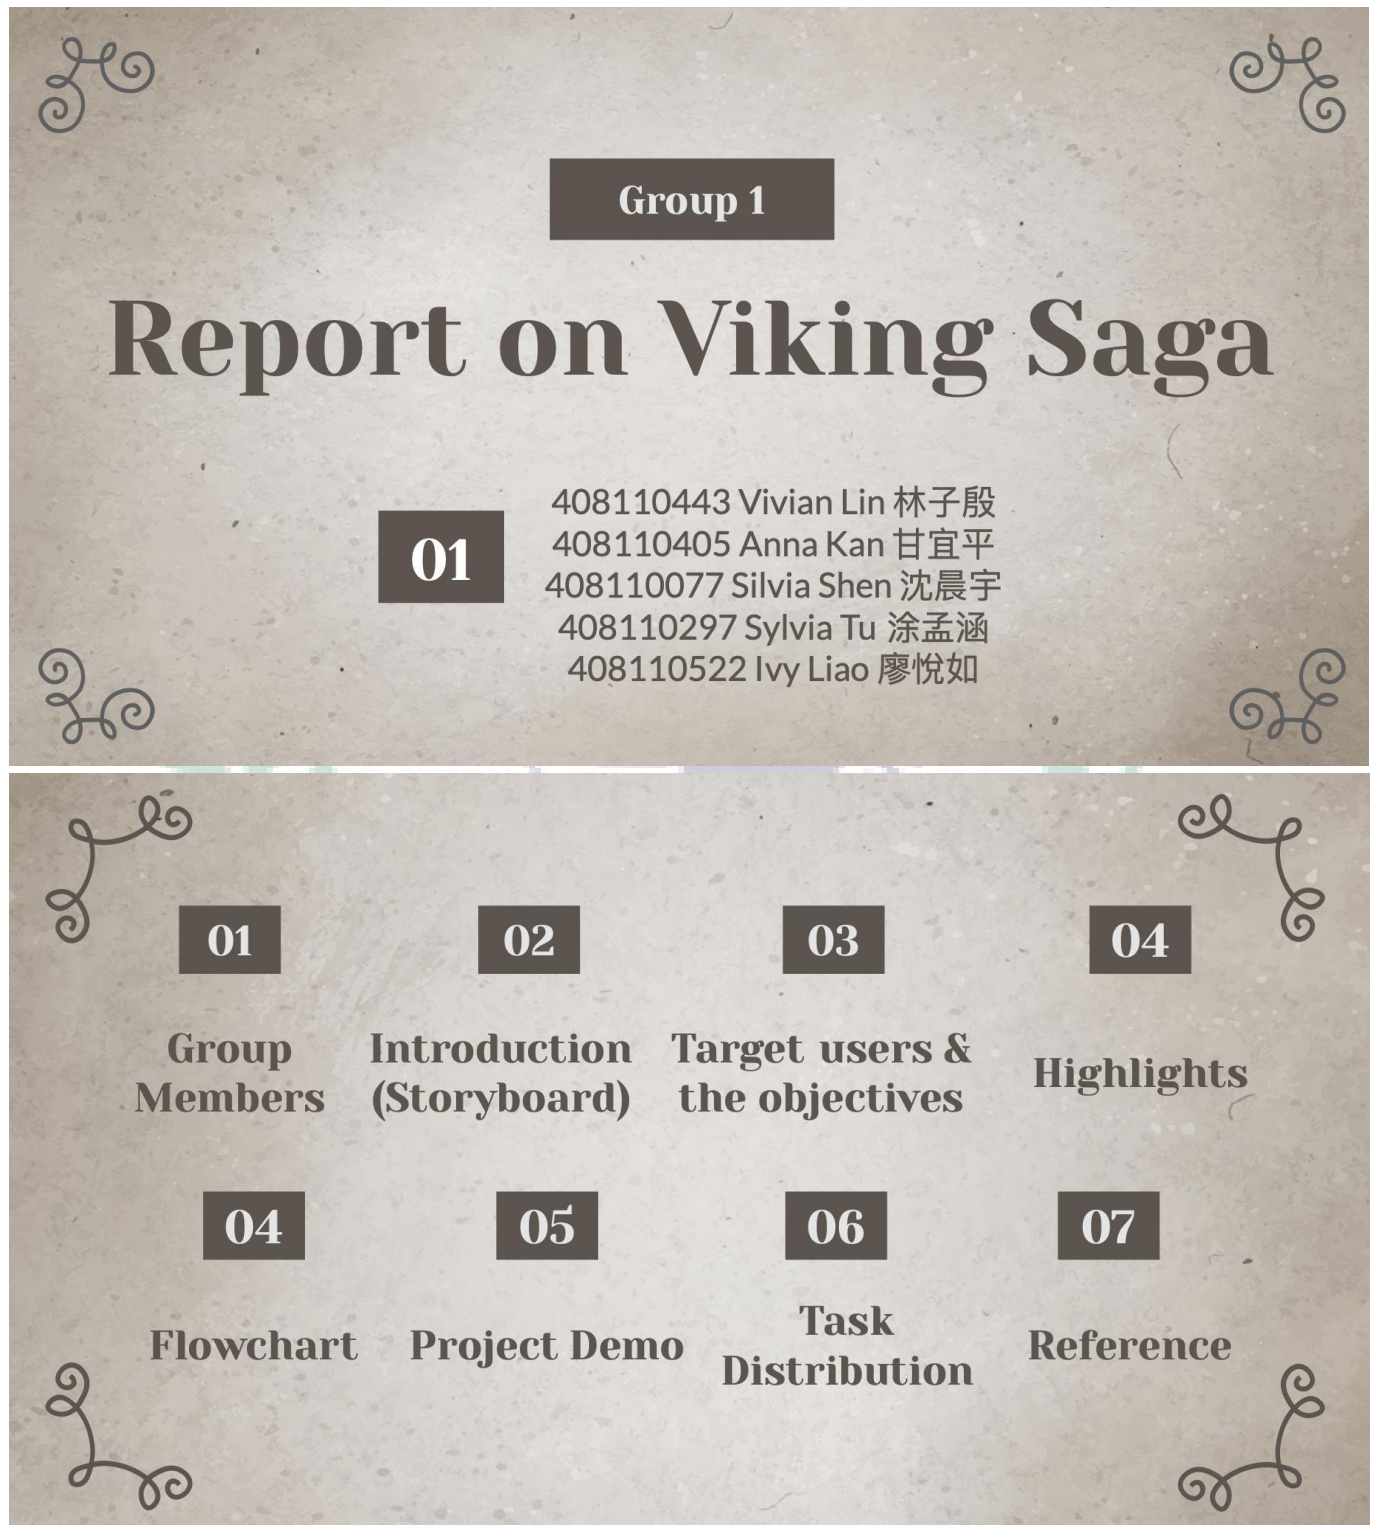 Group 1
Report on Viking Saga
01
408110443 Vivian Lin 林子殷
408110405 Anna Kan 甘宜平
408110077 Silvia Shen 沈晨宇
408110297 Sylvia Tu 涂孟涵
408110522 Ivy Liao 廖悅如
01
Group
Members
02
Introduction
(Storyboard)
03
Target users &
the objectives
04
Highlights
04
Flowchart
05
Project Demo
06
Task
Distribution
07
Reference